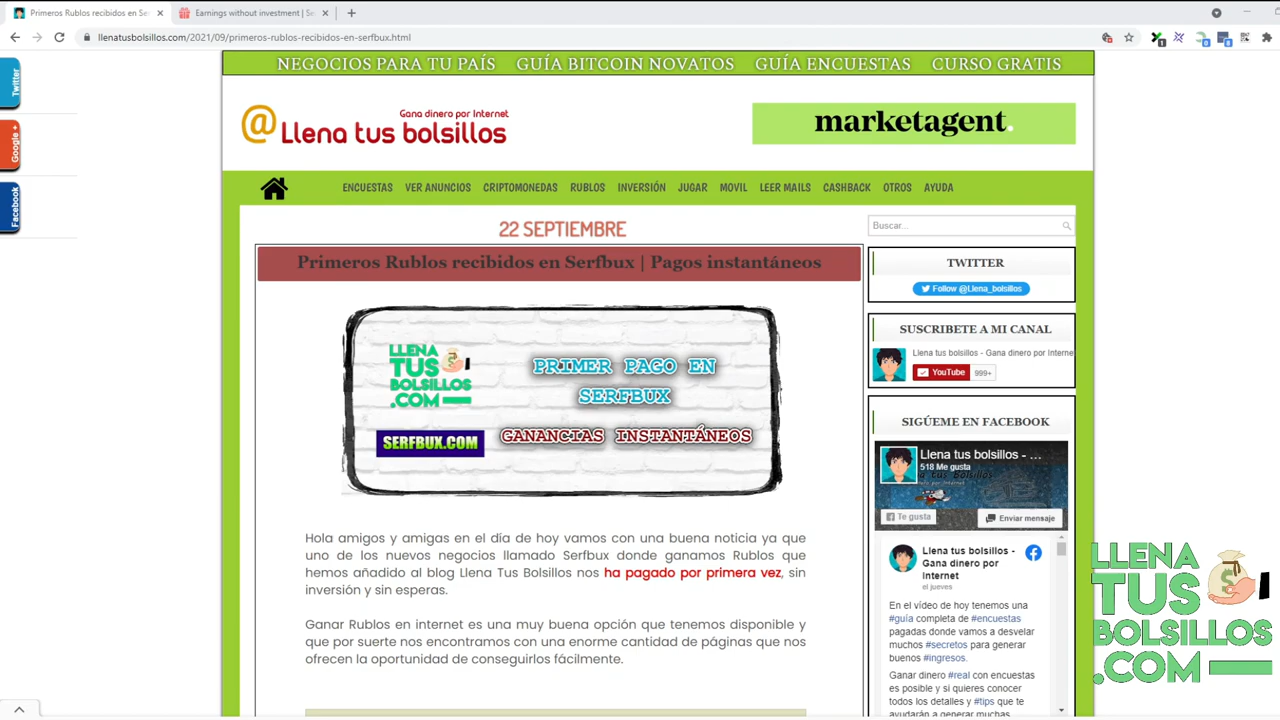 Primeros Rublos recibidos en Ser
Earnings without investment | Se
llenatusbolsillos.com/2021/09/primeros-rublos-recibidos-en-serfbux.html
NEGOCIOS PARA TU PAÍS GUÍA BITCOIN NOVATOS GUÍA ENCUESTAS CURSO GRATIS
Twitter
Google +
Facebook
Gana dinero por Internet
@Llena tus bolsillos
marketagent.
ENCUESTAS VER ANUNCIOS CRIPTOMONEDAS RUBLOS INVERSIÓN JUGAR MOVIL LEER MAILS CASHBACK OTROS AYUDA
22 SEPTIEMBRE
Primeros Rublos recibidos en Serfbux | Pagos instantáneos
LLENA
TUS
BOLSILLOS
.COM
SERFBUX.COM
PRIMER PAGO EN
SERFBUX
GANANCIAS INSTANTÁNEOS
Hola amigos y amigas en el día de hoy vamos con una buena noticia ya que
uno de los nuevos negocios llamado Serfbux donde ganamos Rublos que
hemos añadido al blog Llena Tus Bolsillos nos ha pagado por primera vez, sin
inversión y sin esperas.
Ganar Rublos en internet es una muy buena opción que tenemos disponible y
que por suerte nos encontramos con una enorme cantidad de páginas que nos
ofrecen la oportunidad de conseguirlos fácilmente.
Buscar...
TWITTER
Follow @Llena_bolsillos
SUSCRIBETE A MI CANAL
Llena tus bolsillos - Gana dinero por Interne
YouTube 999+
SIGÚEME EN FACEBOOK
Llena tus bolsillos - ...
518 Me gusta
Te gusta
Enviar mensaje
Llena tus bolsillos -
Gana dinero por
Internet
el jueves
En el vídeo de hoy tenemos una
#guía completa de #encuestas
pagadas donde vamos a desvelar
muchos #secretos para generar
buenos #ingresos.
Ganar dinero #real con encuestas
es posible y si quieres conocer
todos los detalles y #tips que te
ayudarán a generar muchas
LLENA
TUS
BOLSILLOS
.COM